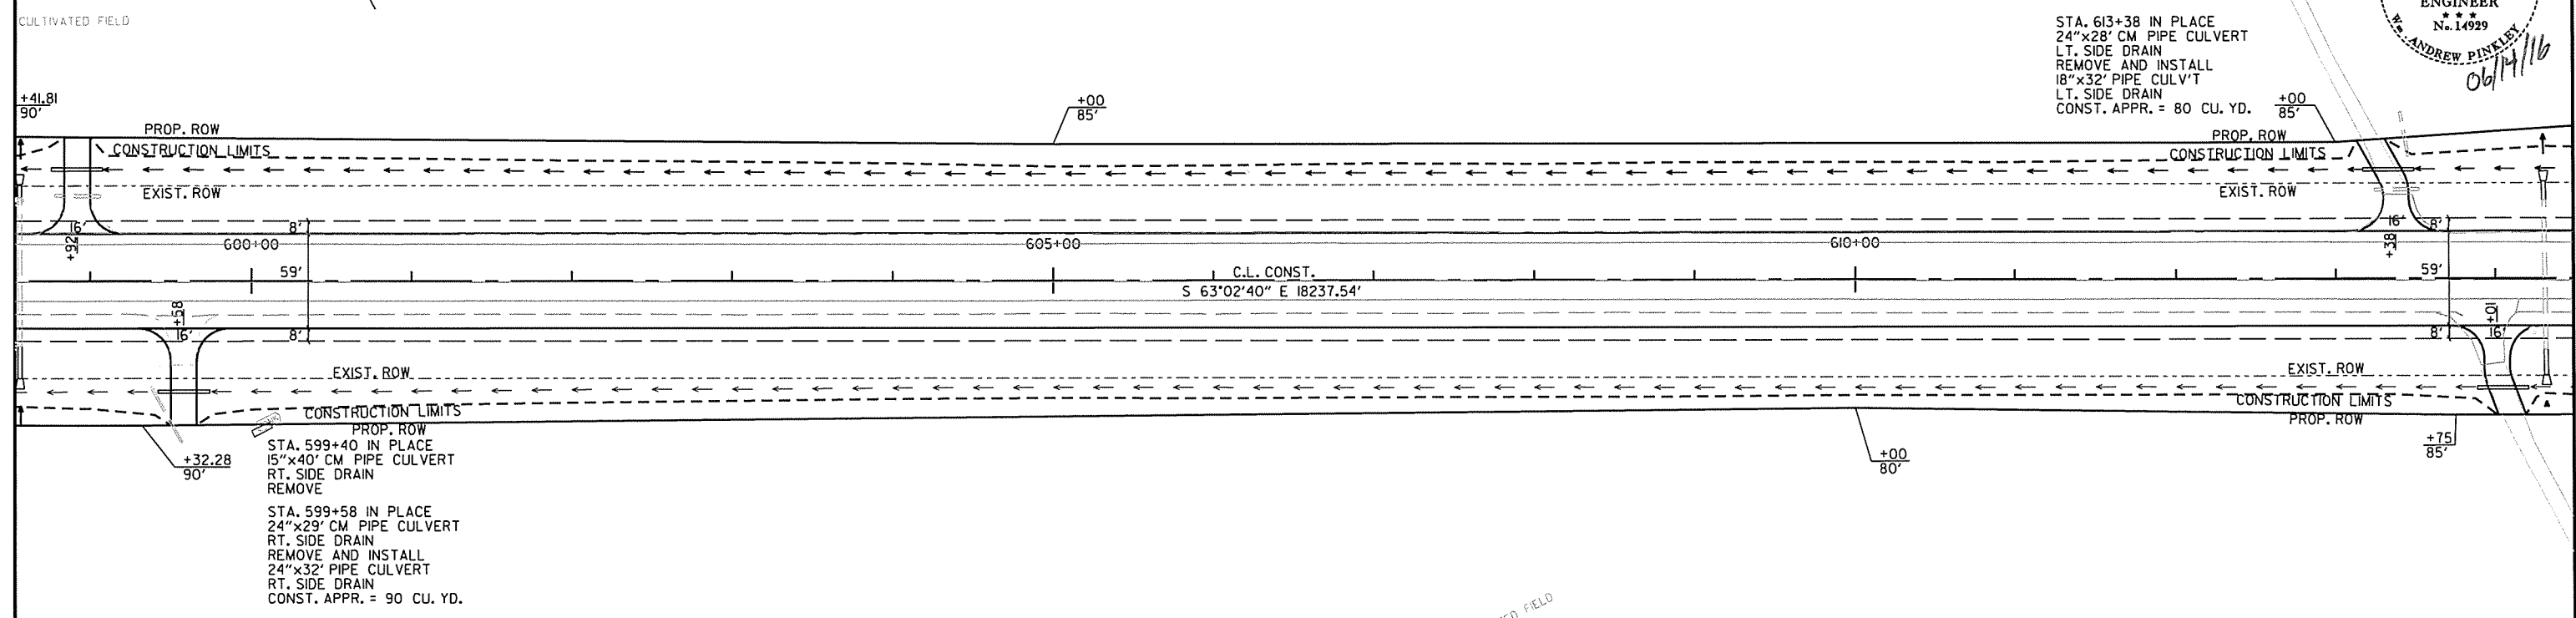 CULTIVATED FIELD
ENGINEER
★ ★ ★
No. 14929
Wm. ANDREW PINKLEY
06/14/16
STA. 613+38 IN PLACE
24"x28' CM PIPE CULVERT
LT. SIDE DRAIN
REMOVE AND INSTALL
18"x32' PIPE CULV'T
LT. SIDE DRAIN
CONST. APPR. = 80 CU. YD.
+41.81
90'
+00
85'
+00
85'
PROP. ROW
PROP. ROW
CONSTRUCTION LIMITS
CONSTRUCTION LIMITS
EXIST. ROW
EXIST. ROW
16'
8'
16'
8'
+92
600+00
605+00
610+00
+38
59'
C.L. CONST.
59'
S 63°02'40" E 18237.54'
+58
16'
8'
+01
8'
16'
EXIST. ROW
EXIST. ROW
CONSTRUCTION LIMITS
CONSTRUCTION LIMITS
PROP. ROW
PROP. ROW
+32.28
90'
+00
80'
+75
85'
STA. 599+40 IN PLACE
15"x40' CM PIPE CULVERT
RT. SIDE DRAIN
REMOVE
STA. 599+58 IN PLACE
24"x29' CM PIPE CULVERT
RT. SIDE DRAIN
REMOVE AND INSTALL
24"x32' PIPE CULVERT
RT. SIDE DRAIN
CONST. APPR. = 90 CU. YD.
FIELD